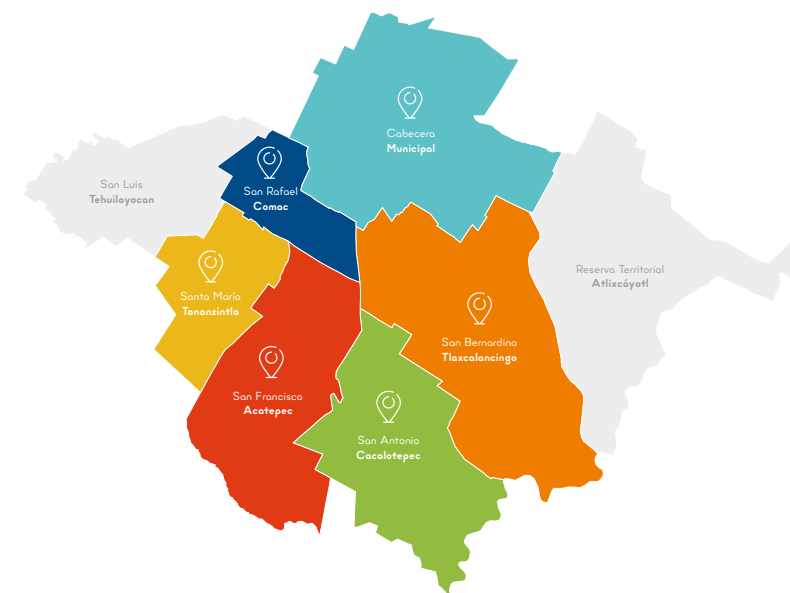 Cabecera
Municipal
San Luis
Tehuiloyocan
San Rafael
Comac
Reserva Territorial
Atlixcáyotl
Santa María
Tonanzintla
San Bernardino
Tlaxcalancingo
San Francisco
Acatepec
San Antonio
Cacalotepec